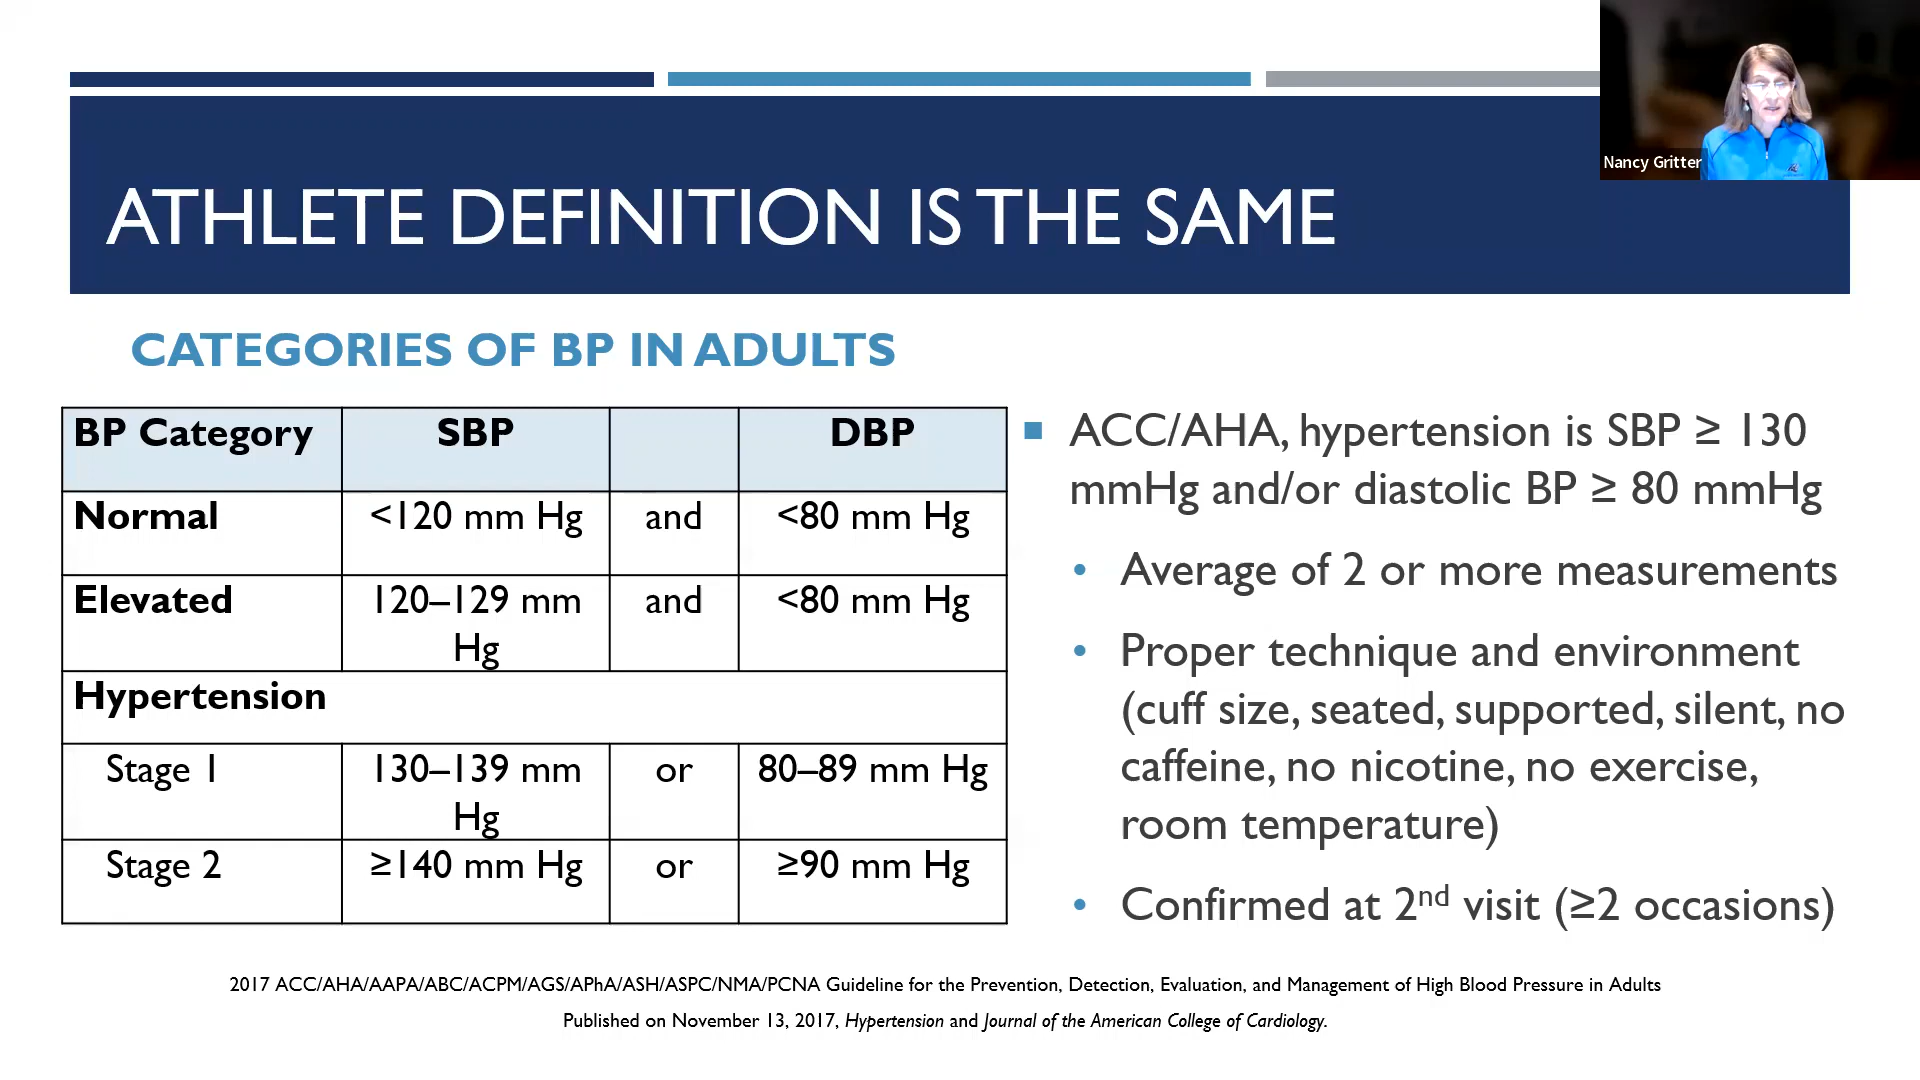 Nancy Gritter
ATHLETE DEFINITION IS THE SAME
CATEGORIES OF BP IN ADULTS
BP Category SBP DBP
Normal <120 mm Hg and <80 mm Hg
Elevated 120–129 mm Hg and <80 mm Hg
Hypertension
Stage 1 130–139 mm Hg or 80–89 mm Hg
Stage 2 ≥140 mm Hg or ≥90 mm Hg
■ ACC/AHA, hypertension is SBP ≥ 130
mmHg and/or diastolic BP ≥ 80 mmHg
• Average of 2 or more measurements
• Proper technique and environment
(cuff size, seated, supported, silent, no
caffeine, no nicotine, no exercise,
room temperature)
• Confirmed at 2nd visit (≥2 occasions)
2017 ACC/AHA/AAPA/ABC/ACPM/AGS/APhA/ASH/ASPC/NMA/PCNA Guideline for the Prevention, Detection, Evaluation, and Management of High Blood Pressure in Adults
Published on November 13, 2017, Hypertension and Journal of the American College of Cardiology.